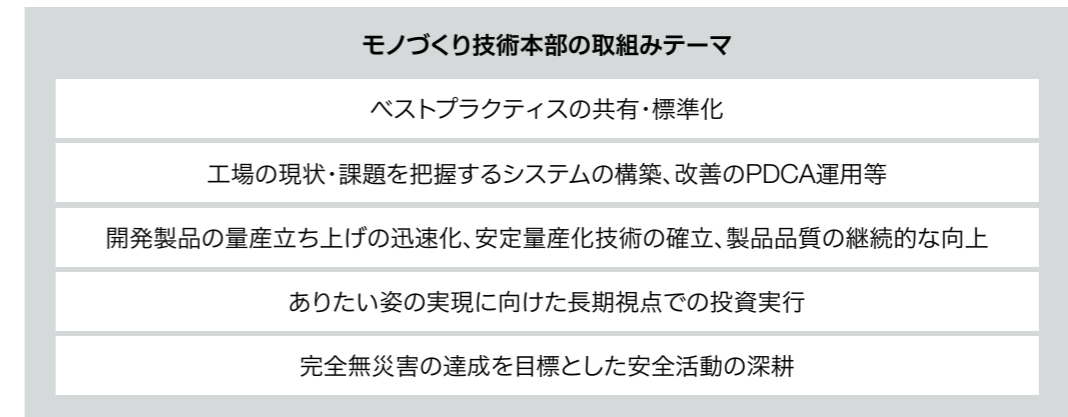 モノづくり技術本部の取組みテーマ
ベストプラクティスの共有・標準化
工場の現状・課題を把握するシステムの構築、改善のPDCA運用等
開発製品の量産立ち上げの迅速化、安定量産化技術の確立、製品品質の継続的な向上
ありたい姿の実現に向けた長期視点での投資実行
完全無災害の達成を目標とした安全活動の深耕